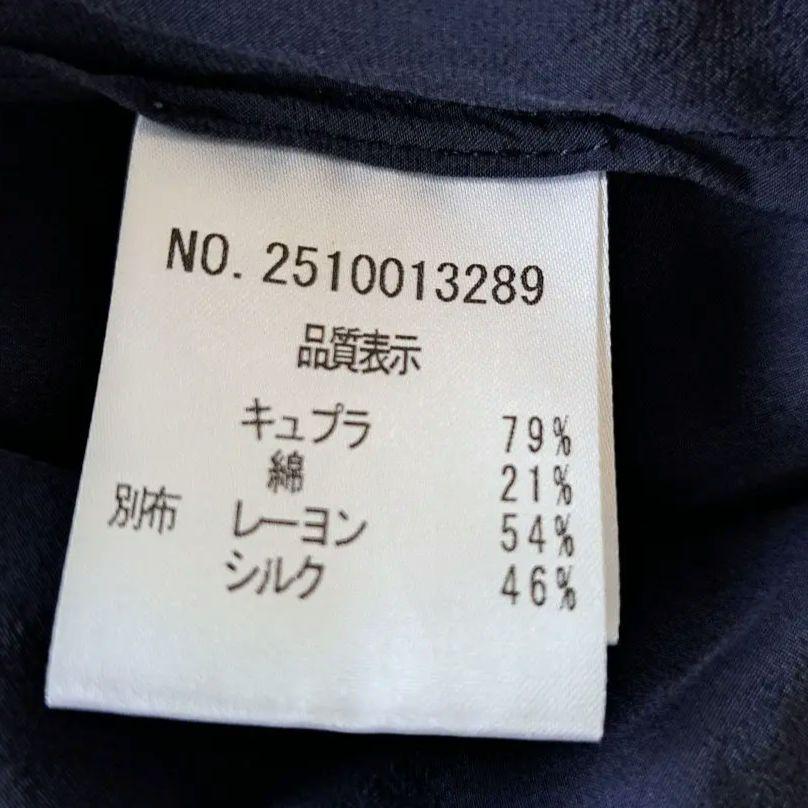 NO. 2510013289
品質表示
キュプラ 79%
綿 21%
別布 レーヨン 54%
シルク 46%